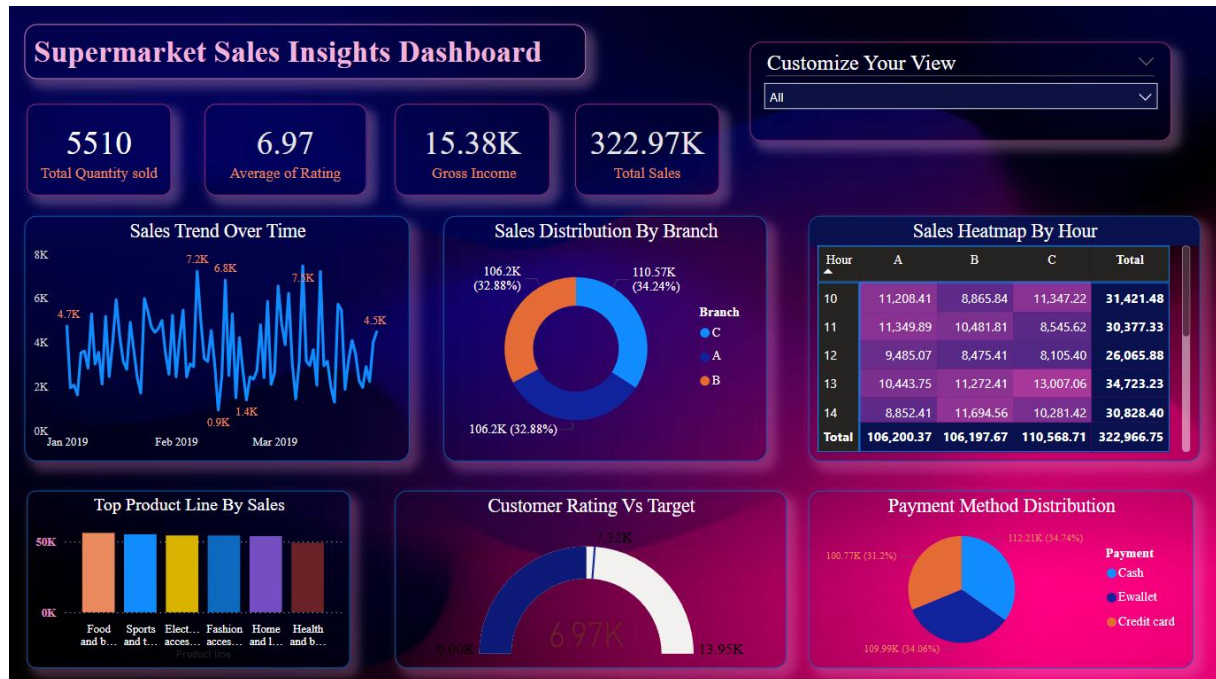 Supermarket Sales Insights Dashboard
Customize Your View
All
5510
Total Quantity sold
6.97
Average of Rating
15.38K
Gross Income
322.97K
Total Sales
Sales Trend Over Time
8K
6K
4K
2K
0K
4.7K
7.2K
6.8K
7.5K
4.5K
0.9K
1.4K
Jan 2019 Feb 2019 Mar 2019
Sales Distribution By Branch
106.2K
(32.88%)
110.57K
(34.24%)
106.2K (32.88%)
Branch
C
A
B
Sales Heatmap By Hour
Hour A B C Total
10 11,208.41 8,865.84 11,347.22 31,421.48
11 11,349.89 10,481.81 8,545.62 30,377.33
12 9,485.07 8,475.41 8,105.40 26,065.88
13 10,443.75 11,272.41 13,007.06 34,723.23
14 8,852.41 11,694.56 10,281.42 30,828.40
Total 106,200.37 106,197.67 110,568.71 322,966.75
Top Product Line By Sales
50K
0K
Food Sports Elect... Fashion Home Health
and b... and t... acces... acces... and l... and b...
Product line
Customer Rating Vs Target
7.32K
6.97K
0.00K
13.95K
Payment Method Distribution
112.21K (34.74%)
100.77K (31.2%)
109.99K (34.06%)
Payment
Cash
Ewallet
Credit card